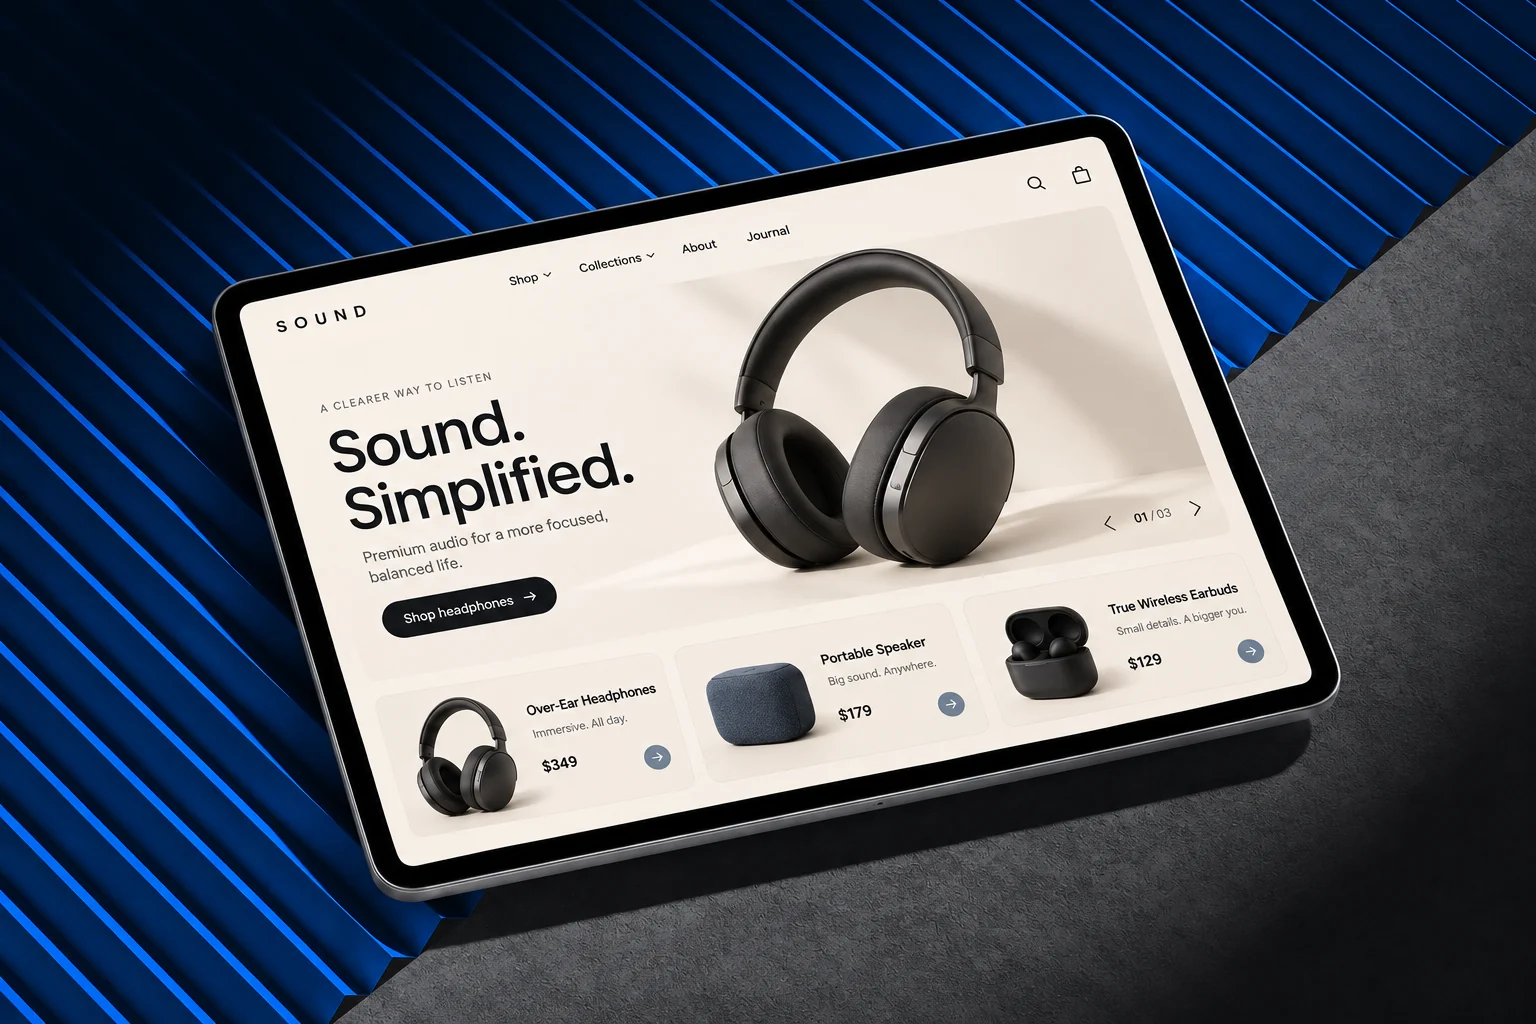 SOUND
Shop
Collections
About
Journal
A CLEARER WAY TO LISTEN
Sound.
Simplified.
Premium audio for a more focused,
balanced life.
Shop headphones →
01 / 03
Over-Ear Headphones
Immersive. All day.
$349
Portable Speaker
Big sound. Anywhere.
$179
True Wireless Earbuds
Small details. A bigger you.
$129